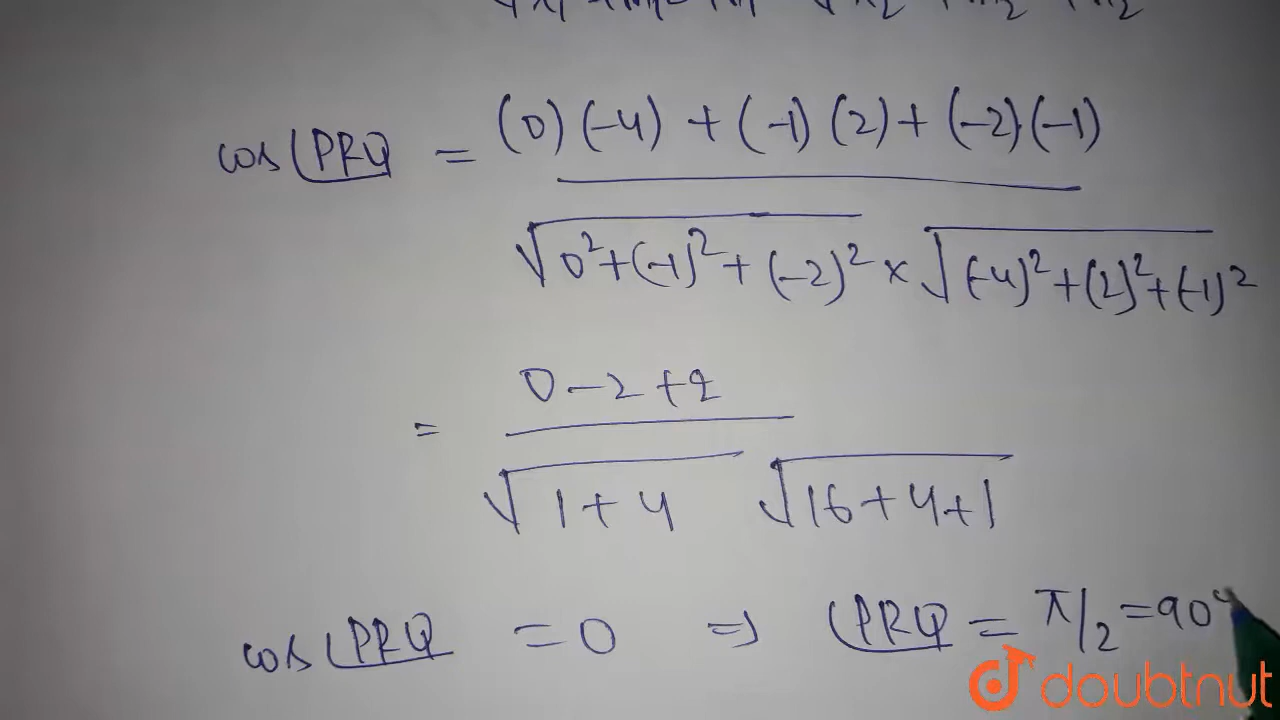 cos∠PRQ = (0)(-4) + (-1)(2) + (-2)(-1)
√0²+(-1)²+(-2)² × √(-4)²+(2)²+(-1)²
= 0-2+2
√1+4 √16+4+1
cos∠PRQ = 0 ⇒ ∠PRQ = π/2 = 90°
doubtnut